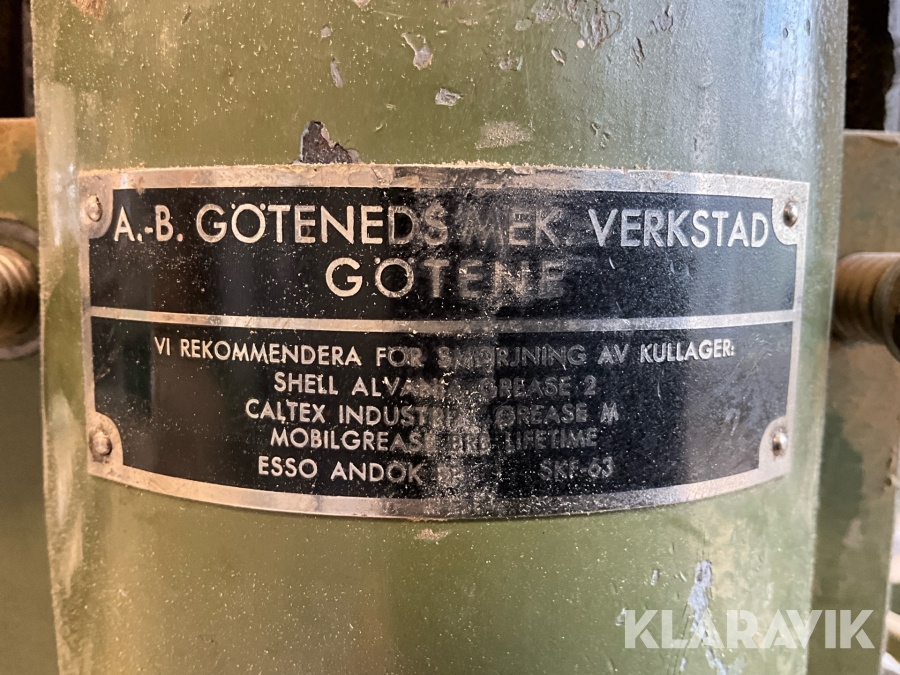 A.-B. GÖTENEDS MEK. VERKSTAD
GÖTENE
VI REKOMMENDERA FÖR SMÖRJNING AV KULLAGER:
SHELL ALVANIA GREASE 2
CALTEX INDUSTRIAL GREASE M
MOBILGREASE BRB LIFETIME
ESSO ANDOK SKF-63
KLARAVIK